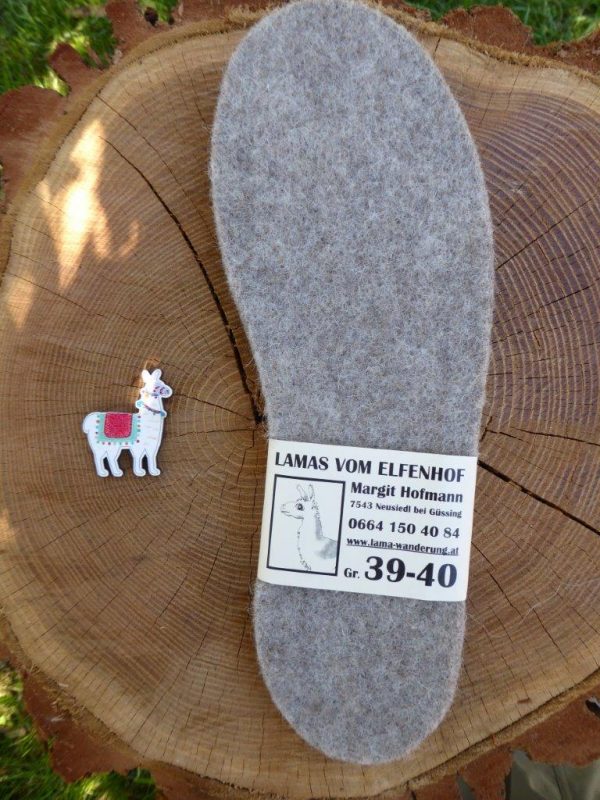 LAMAS VOM ELFENHOF
Margit Hofmann
7543 Neusiedl bei Güssing
0664 150 40 84
www.lama-wanderung.at
Gr. 39-40